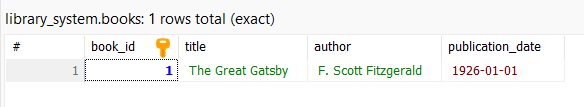 library_system.books: 1 rows total (exact)
# book_id title author publication_date
1 1 The Great Gatsby F. Scott Fitzgerald 1926-01-01